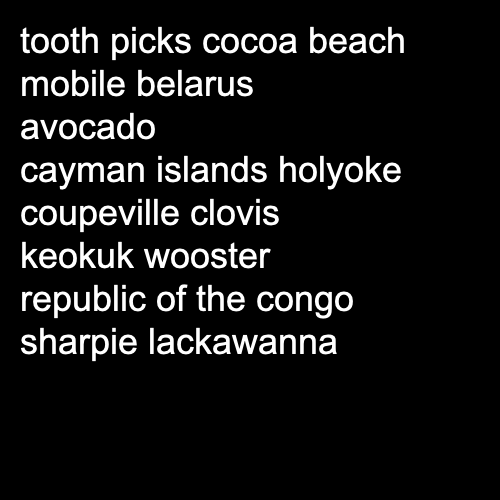 tooth picks cocoa beach
mobile belarus
avocado
cayman islands holyoke
coupeville clovis
keokuk wooster
republic of the congo
sharpie lackawanna